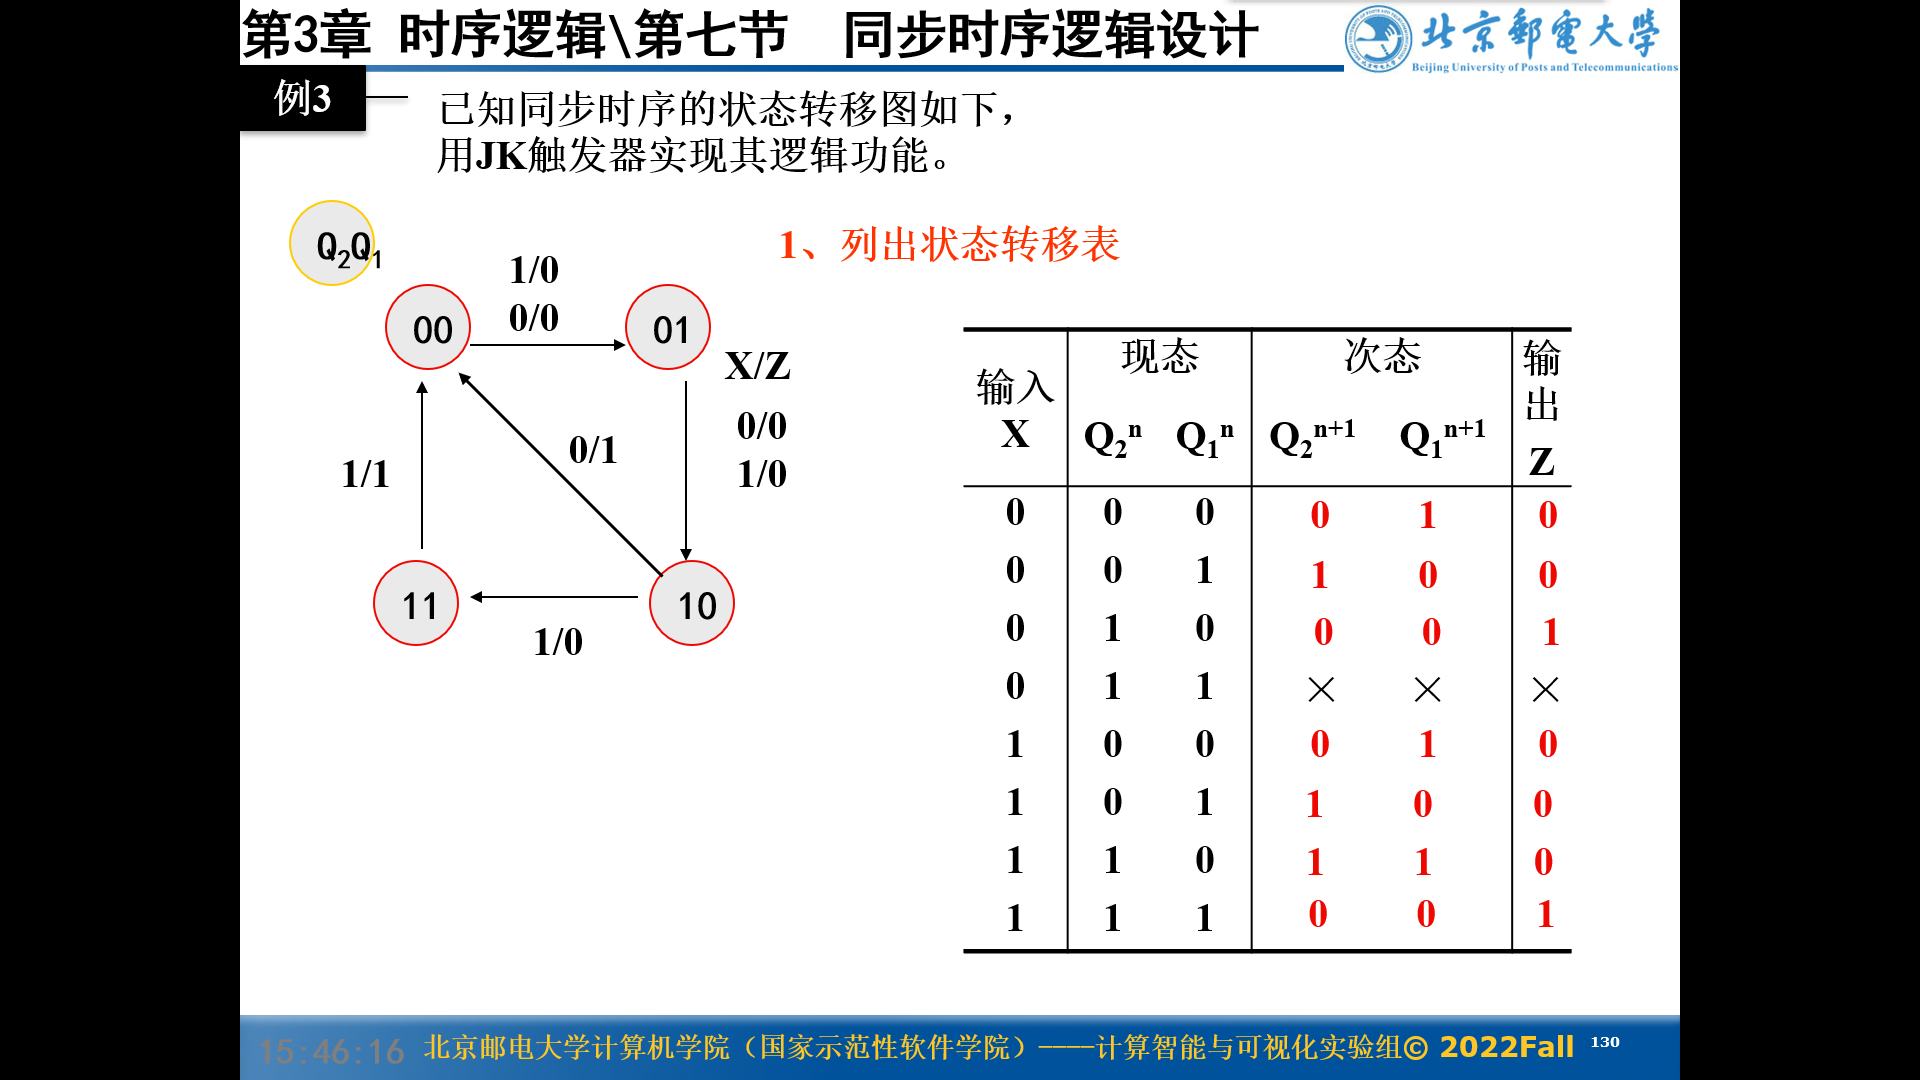 第3章 时序逻辑\第七节 同步时序逻辑设计
北京邮电大学
Beijing University of Posts and Telecommunications
例3
已知同步时序的状态转移图如下，
用JK触发器实现其逻辑功能。
Q2Q1
1、列出状态转移表
1/0
0/0
00
01
X/Z
0/0
1/0
0/1
1/1
11
10
1/0
输入 X 现态 次态 输出 Z
Q2^n Q1^n Q2^n+1 Q1^n+1
0 0 0 0 1 0
0 0 1 1 0 0
0 1 0 0 0 1
0 1 1 × × ×
1 0 0 0 1 0
1 0 1 1 0 0
1 1 0 1 1 0
1 1 1 0 0 1
15:46:16 北京邮电大学计算机学院（国家示范性软件学院）——计算智能与可视化实验组© 2022Fall 130